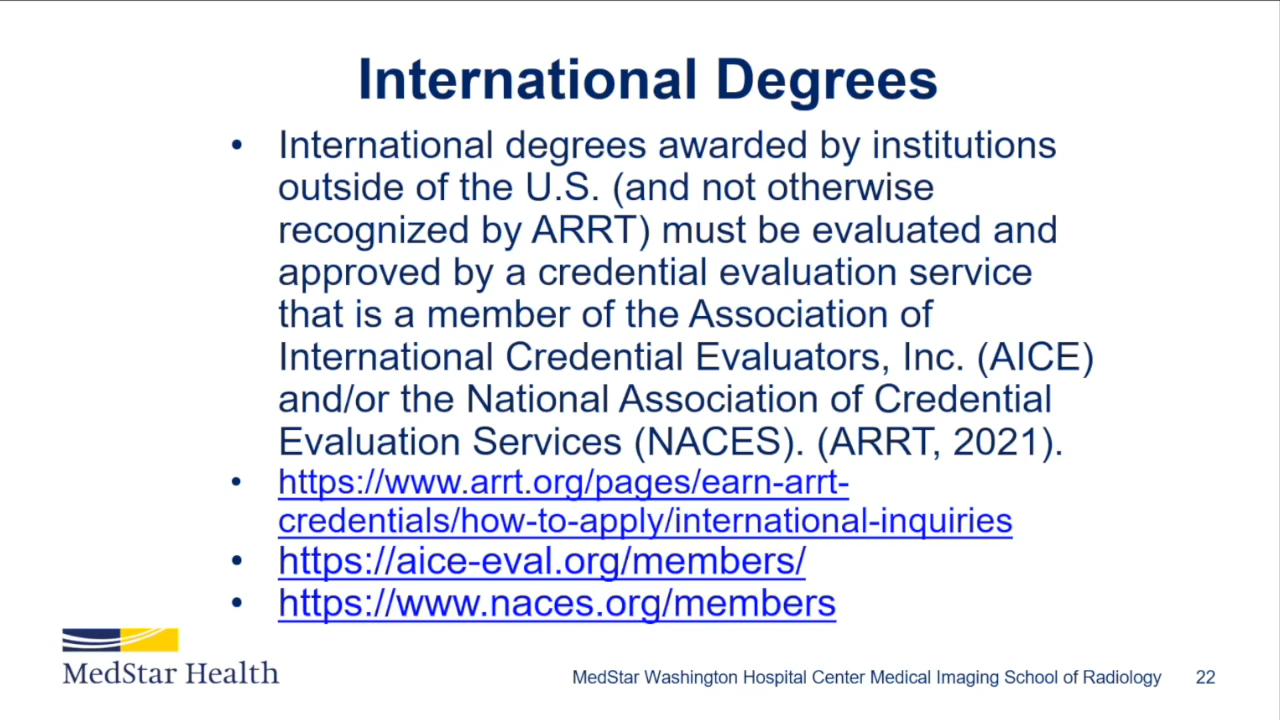 International Degrees
• International degrees awarded by institutions
outside of the U.S. (and not otherwise
recognized by ARRT) must be evaluated and
approved by a credential evaluation service
that is a member of the Association of
International Credential Evaluators, Inc. (AICE)
and/or the National Association of Credential
Evaluation Services (NACES). (ARRT, 2021).
• https://www.arrt.org/pages/earn-arrt-
credentials/how-to-apply/international-inquiries
• https://aice-eval.org/members/
• https://www.naces.org/members
MedStar Health
MedStar Washington Hospital Center Medical Imaging School of Radiology 22